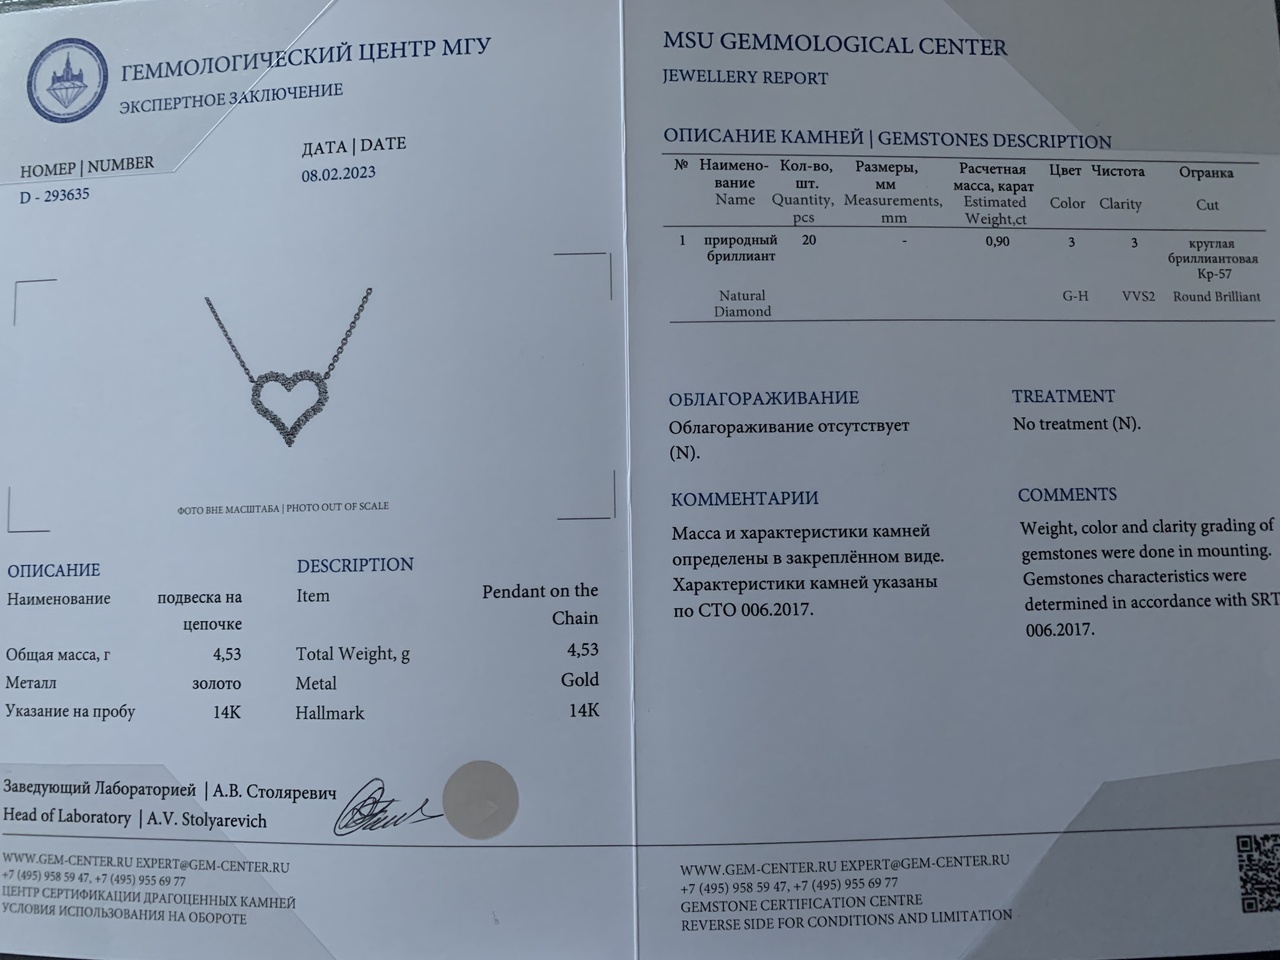 ГЕММОЛОГИЧЕСКИЙ ЦЕНТР МГУ
ЭКСПЕРТНОЕ ЗАКЛЮЧЕНИЕ
НОМЕР | NUMBER
D - 293635
ДАТА | DATE
08.02.2023
ФОТО ВНЕ МАСШТАБА | PHOTO OUT OF SCALE
ОПИСАНИЕ
Наименование подвеска на
цепочке
Общая масса, г 4,53
Металл золото
Указание на пробу 14K
DESCRIPTION
Item Pendant on the
Chain
Total Weight, g 4,53
Metal Gold
Hallmark 14K
Заведующий Лабораторией | А.В. Столяревич
Head of Laboratory | A.V. Stolyarevich
WWW.GEM-CENTER.RU EXPERT@GEM-CENTER.RU
+7 (495) 958 59 47, +7 (495) 955 69 77
ЦЕНТР СЕРТИФИКАЦИИ ДРАГОЦЕННЫХ КАМНЕЙ
УСЛОВИЯ ИСПОЛЬЗОВАНИЯ НА ОБОРОТЕ
MSU GEMMOLOGICAL CENTER
JEWELLERY REPORT
ОПИСАНИЕ КАМНЕЙ | GEMSTONES DESCRIPTION
№ Наимено- Кол-во, Размеры, Расчетная Цвет Чистота Огранка
вание шт. мм масса, карат
Name Quantity, Measurements, Estimated Color Clarity Cut
pcs mm Weight,ct
1 природный 20 - 0,90 3 3 круглая
бриллиант бриллиантовая
Кр-57
Natural G-H VVS2 Round Brilliant
Diamond
ОБЛАГОРАЖИВАНИЕ
Облагораживание отсутствует
(N).
TREATMENT
No treatment (N).
КОММЕНТАРИИ
Масса и характеристики камней
определены в закреплённом виде.
Характеристики камней указаны
по СТО 006.2017.
COMMENTS
Weight, color and clarity grading of
gemstones were done in mounting.
Gemstones characteristics were
determined in accordance with SRT
006.2017.
WWW.GEM-CENTER.RU EXPERT@GEM-CENTER.RU
+7 (495) 958 59 47, +7 (495) 955 69 77
GEMSTONE CERTIFICATION CENTRE
REVERSE SIDE FOR CONDITIONS AND LIMITATION